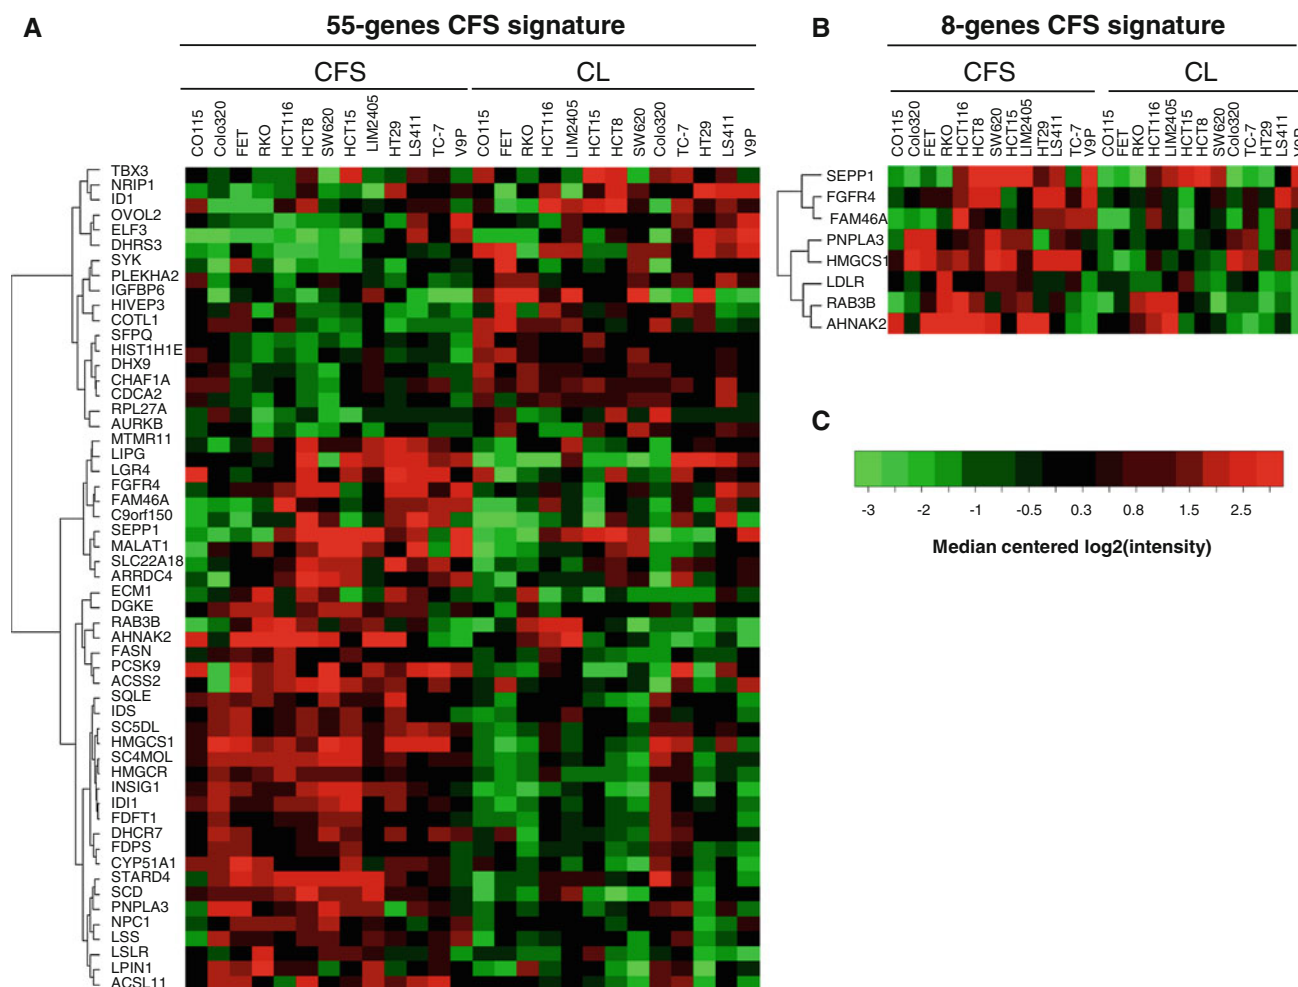 A
55-genes CFS signature
CFS
CL
CO115
Colo320
FET
RKO
HCT116
HCT8
SW620
HCT15
LIM2405
HT29
LS411
TC-7
V9P
CO115
FET
RKO
HCT116
LIM2405
HCT15
HCT8
SW620
Colo320
TC-7
HT29
LS411
V9P
TBX3
NRIP1
ID1
OVOL2
ELF3
DHRS3
SYK
PLEKHA2
IGFBP6
HIVEP3
COTL1
SFPQ
HIST1H1E
DHX9
CHAF1A
CDCA2
RPL27A
AURKB
MTMR11
LIPG
LGR4
FGFR4
FAM46A
C9orf150
SEPP1
MALAT1
SLC22A18
ARRDC4
ECM1
DGKE
RAB3B
AHNAK2
FASN
PCSK9
ACSS2
SQLE
IDS
SC5DL
HMGCS1
SC4MOL
HMGCR
INSIG1
IDI1
FDFT1
DHCR7
FDPS
CYP51A1
STARD4
SCD
PNPLA3
NPC1
LSS
LSLR
LPIN1
ACSL11
B
8-genes CFS signature
CFS
CL
CO115
Colo320
FET
RKO
HCT116
HCT8
SW620
HCT15
LIM2405
HT29
LS411
TC-7
V9P
CO115
FET
RKO
HCT116
LIM2405
HCT15
HCT8
SW620
Colo320
TC-7
HT29
LS411
V9P
SEPP1
FGFR4
FAM46A
PNPLA3
HMGCS1
LDLR
RAB3B
AHNAK2
C
-3 -2 -1 -0.5 0.3 0.8 1.5 2.5
Median centered log2(intensity)